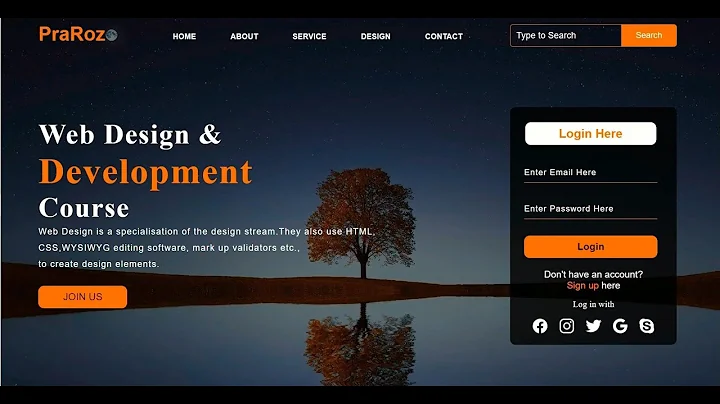 PraRoz
HOME
ABOUT
SERVICE
DESIGN
CONTACT
Type to Search
Search
Web Design &
Development
Course
Web Design is a specialisation of the design stream.They also use HTML,
CSS,WYSIWYG editing software, mark up validators etc.,
to create design elements.
JOIN US
Login Here
Enter Email Here
Enter Password Here
Login
Don't have an account?
Sign up here
Log in with